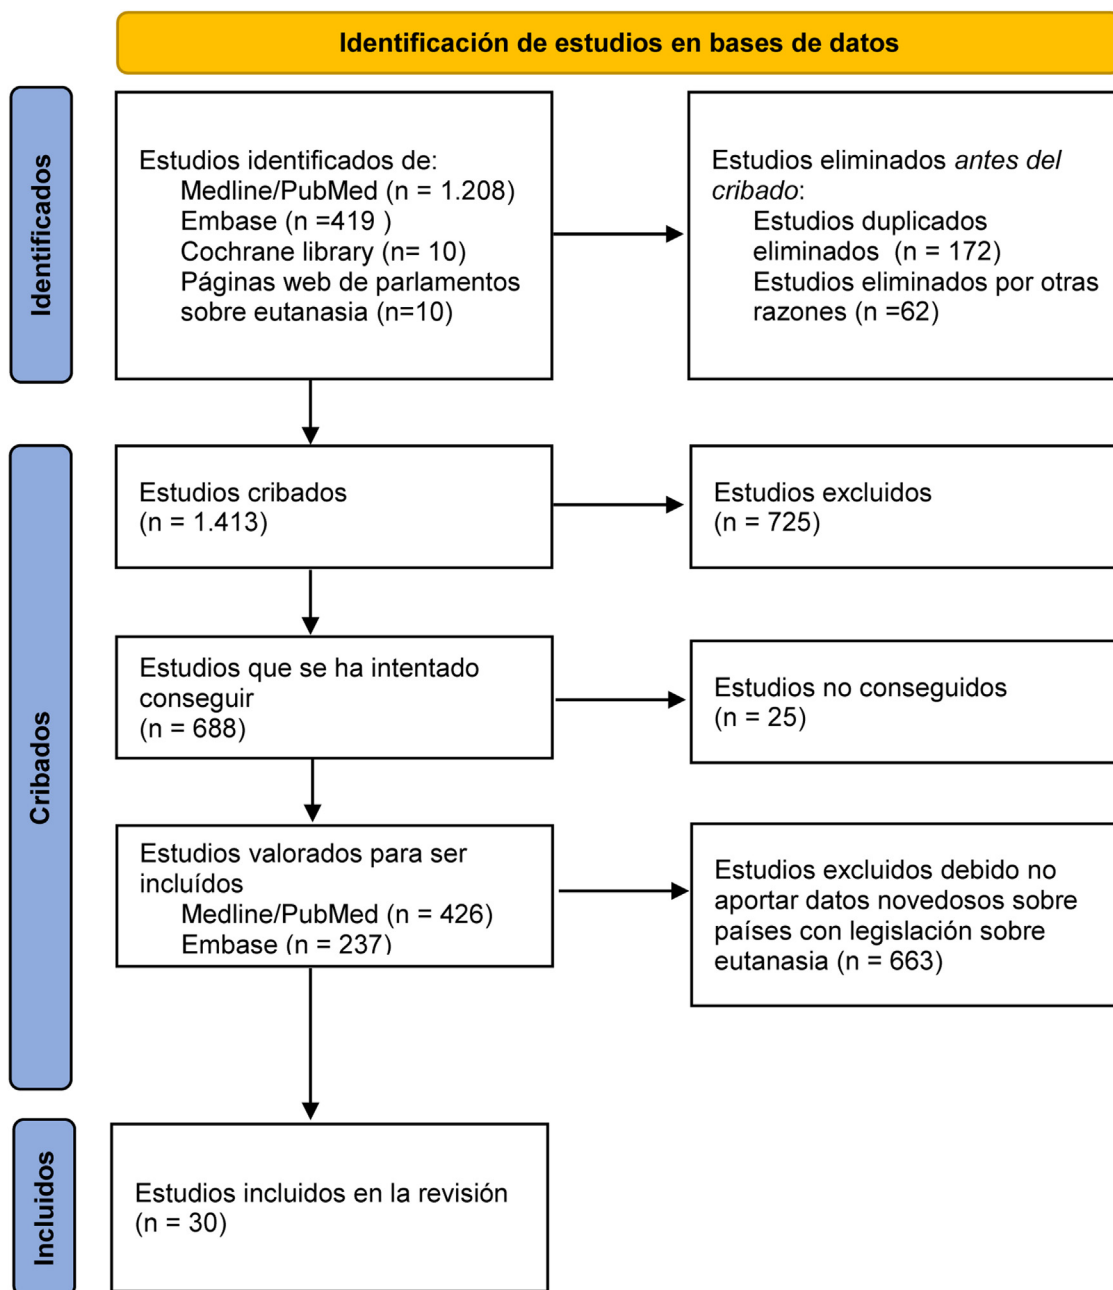 Identificación de estudios en bases de datos
Identificados
Estudios identificados de:
Medline/PubMed (n = 1.208)
Embase (n =419 )
Cochrane library (n= 10)
Páginas web de parlamentos
sobre eutanasia (n=10)
Estudios eliminados antes del
cribado:
Estudios duplicados
eliminados (n = 172)
Estudios eliminados por otras
razones (n =62)
Cribados
Estudios cribados
(n = 1.413)
Estudios excluidos
(n = 725)
Estudios que se ha intentado
conseguir
(n = 688)
Estudios no conseguidos
(n = 25)
Estudios valorados para ser
incluídos
Medline/PubMed (n = 426)
Embase (n = 237)
Estudios excluidos debido no
aportar datos novedosos sobre
países con legislación sobre
eutanasia (n = 663)
Incluidos
Estudios incluidos en la revisión
(n = 30)